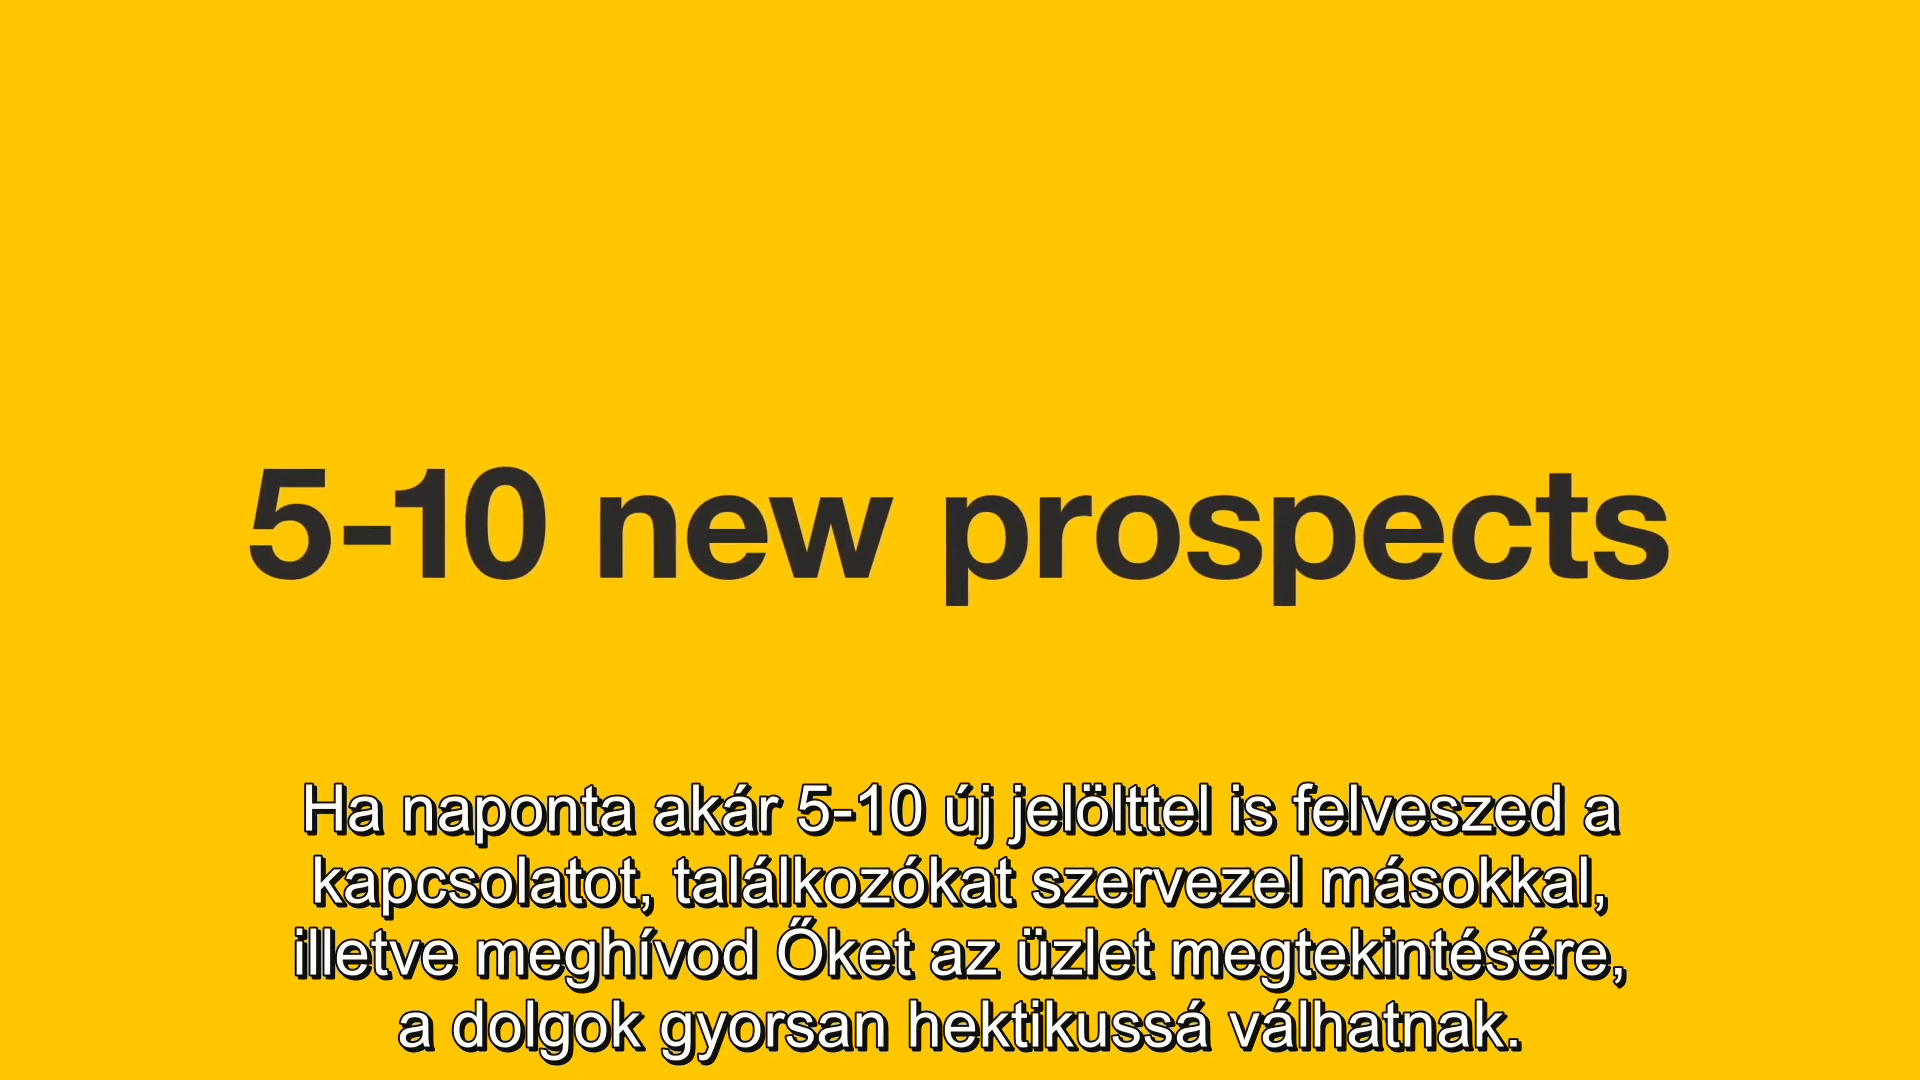 5-10 new prospects
Ha naponta akár 5-10 új jelölttel is felveszed a
kapcsolatot, találkozókat szervezel másokkal,
illetve meghívod Őket az üzlet megtekintésére,
a dolgok gyorsan hektikussá válhatnak.